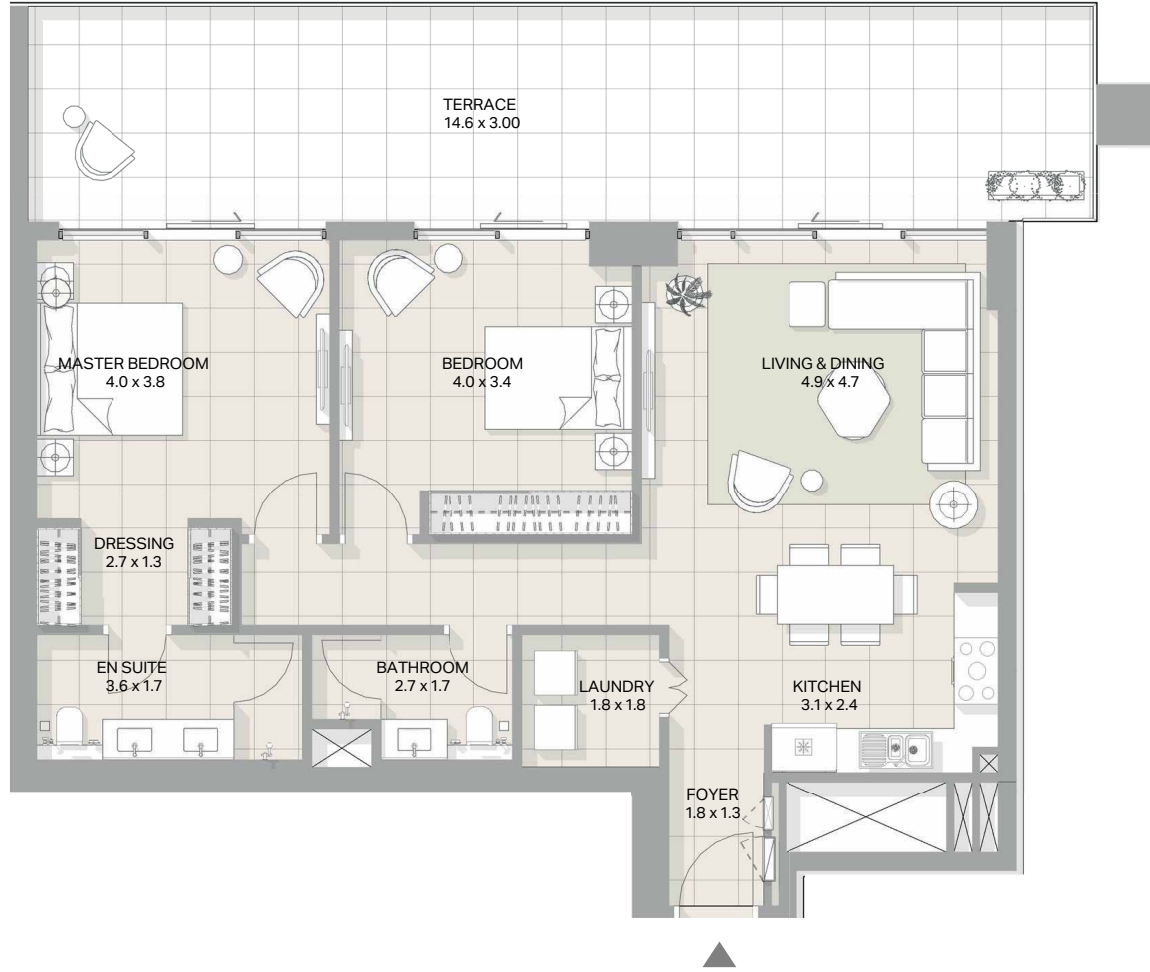 TERRACE
14.6 x 3.00
MASTER BEDROOM
4.0 x 3.8
BEDROOM
4.0 x 3.4
LIVING & DINING
4.9 x 4.7
DRESSING
2.7 x 1.3
EN SUITE
3.6 x 1.7
BATHROOM
2.7 x 1.7
LAUNDRY
1.8 x 1.8
KITCHEN
3.1 x 2.4
FOYER
1.8 x 1.3